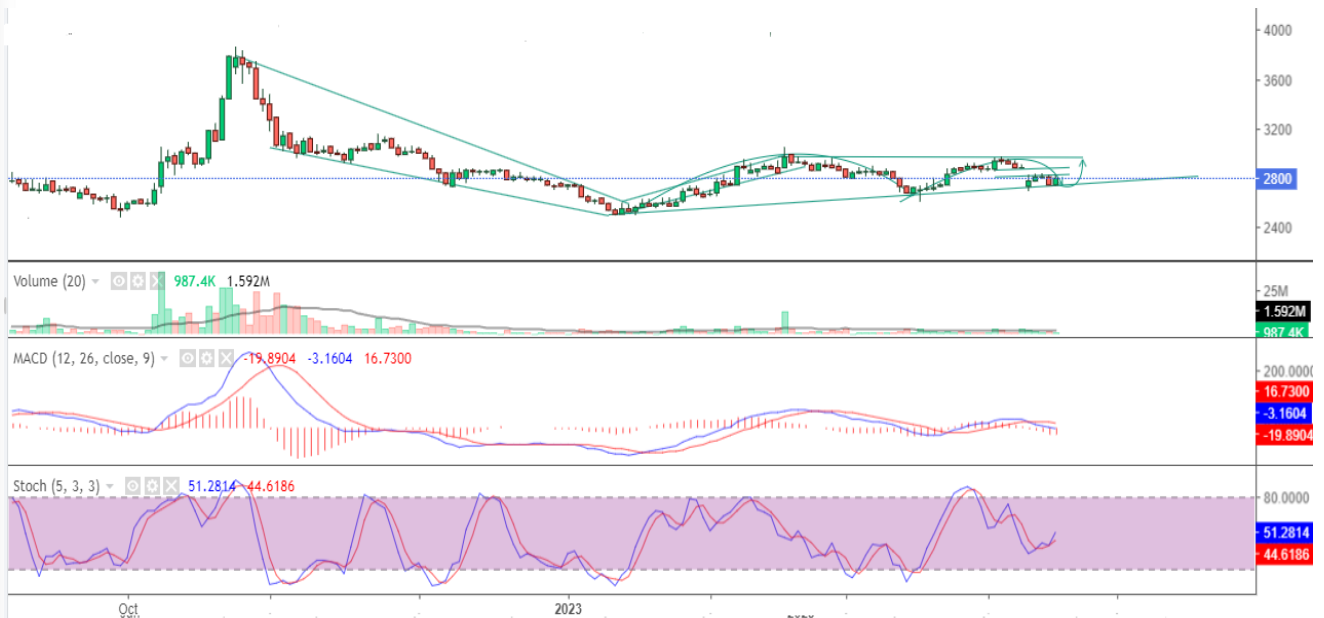 4000
3600
3200
2800
2400
Volume (20) 987.4K 1.592M
25M
1.592M
987.4K
MACD (12, 26, close, 9) -19.8904 -3.1604 16.7300
200.0000
16.7300
-3.1604
-19.8904
Stoch (5, 3, 3) 51.2814 44.6186
80.0000
51.2814
44.6186
Oct 2023